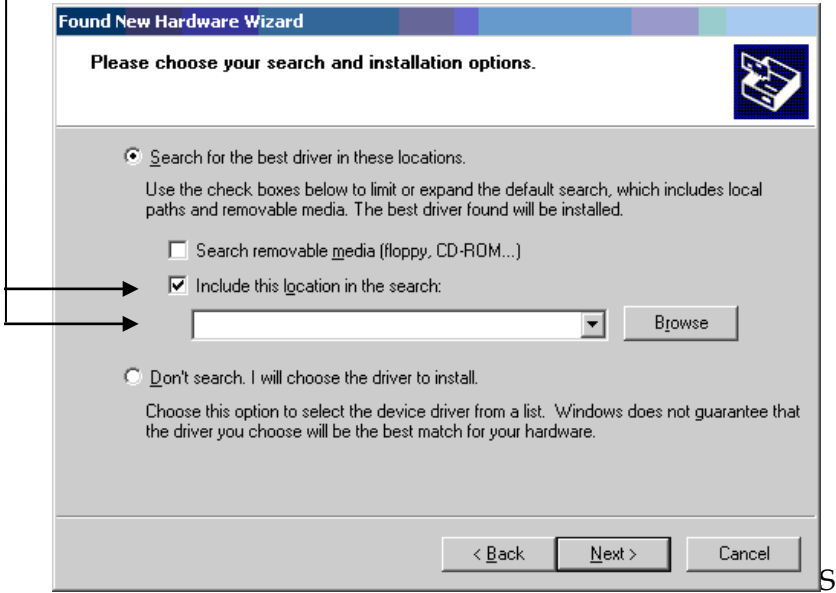 Found New Hardware Wizard
Please choose your search and installation options.
Search for the best driver in these locations.
Use the check boxes below to limit or expand the default search, which includes local
paths and removable media. The best driver found will be installed.
Search removable media (floppy, CD-ROM...)
Include this location in the search:
Browse
Don't search. I will choose the driver to install.
Choose this option to select the device driver from a list.  Windows does not guarantee that
the driver you choose will be the best match for your hardware.
< Back Next > Cancel
S